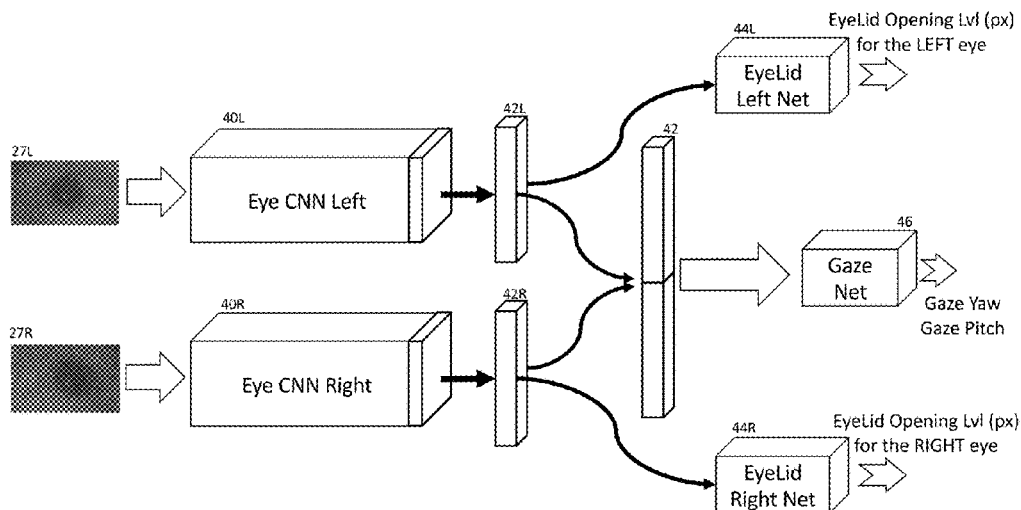 44L
EyeLid Opening Lvl (px)
for the LEFT eye
EyeLid
Left Net
40L
42L
42
27L
Eye CNN Left
46
Gaze
Net
Gaze Yaw
Gaze Pitch
27R
40R
42R
Eye CNN Right
44R
EyeLid Opening Lvl (px)
for the RIGHT eye
EyeLid
Right Net